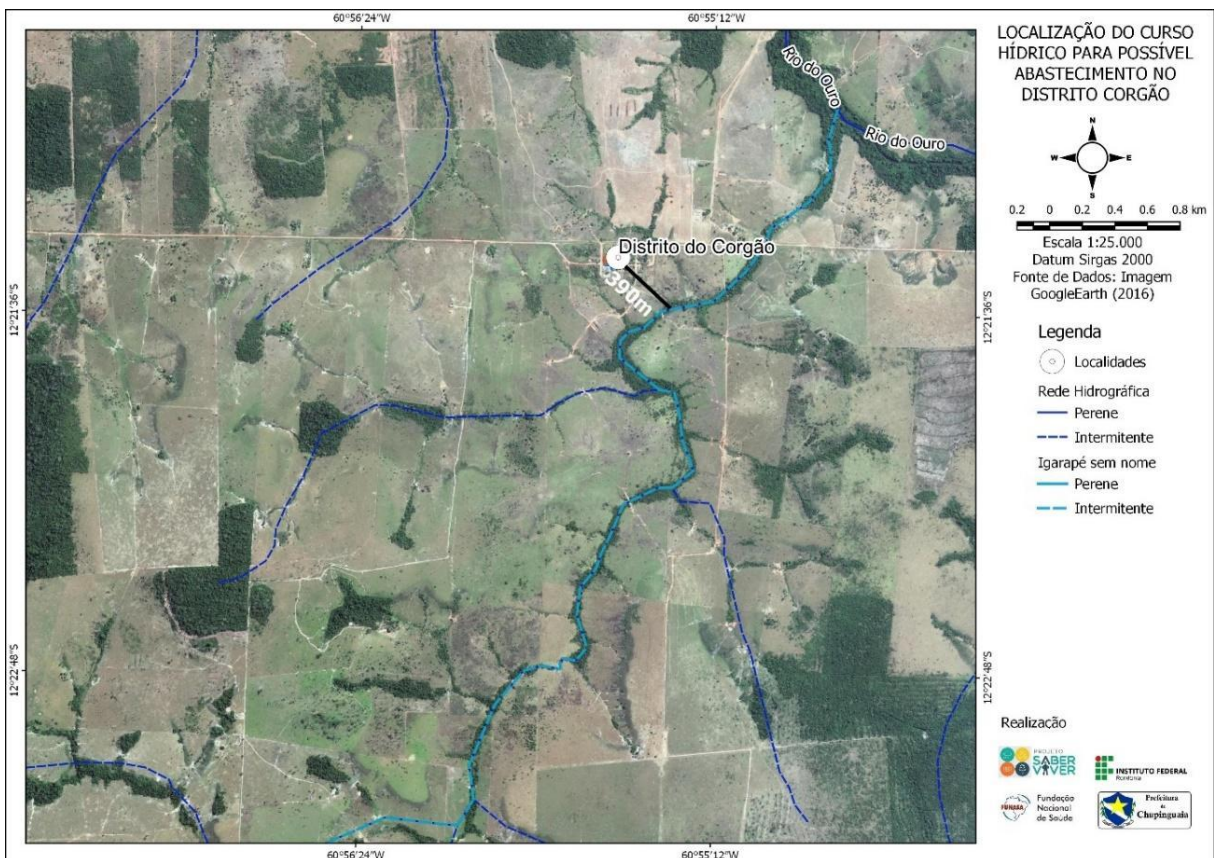 60°56'24"W
60°55'12"W
Rio do Ouro
Rio do Ouro
Distrito do Corgão
390m
12°21'36"S
12°22'48"S
12°21'36"S
12°22'48"S
60°56'24"W
60°55'12"W
LOCALIZAÇÃO DO CURSO
HÍDRICO PARA POSSÍVEL
ABASTECIMENTO NO
DISTRITO CORGÃO
N
W
E
S
0.2 0 0.2 0.4 0.6 0.8 km
Escala 1:25.000
Datum Sirgas 2000
Fonte de Dados: Imagem
GoogleEarth (2016)
Legenda
Localidades
Rede Hidrográfica
Perene
Intermitente
Igarapé sem nome
Perene
Intermitente
Realização
PROJETO
SABER
VIVER
INSTITUTO FEDERAL
Rondônia
FUNASA
Fundação
Nacional
de Saúde
Prefeitura
de
Chupinguaia